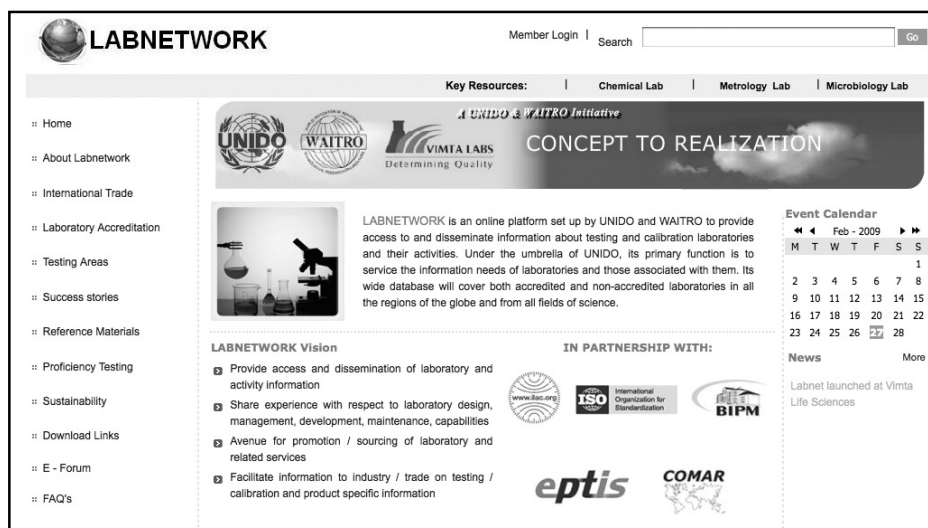 LABNETWORK
Member Login | Search Go
Key Resources: | Chemical Lab | Metrology Lab | Microbiology Lab
:: Home
:: About Labnetwork
:: International Trade
:: Laboratory Accreditation
:: Testing Areas
:: Success stories
:: Reference Materials
:: Proficiency Testing
:: Sustainability
:: Download Links
:: E - Forum
:: FAQ's
A UNIDO & WAITRO Initiative
UNIDO
WAITRO
VIMTA LABS
Determining Quality
CONCEPT TO REALIZATION
LABNETWORK is an online platform set up by UNIDO and WAITRO to provide
access to and disseminate information about testing and calibration laboratories
and their activities. Under the umbrella of UNIDO, its primary function is to
service the information needs of laboratories and those associated with them. Its
wide database will cover both accredited and non-accredited laboratories in all
the regions of the globe and from all fields of science.
LABNETWORK Vision
Provide access and dissemination of laboratory and
activity information
Share experience with respect to laboratory design,
management, development, maintenance, capabilities
Avenue for promotion / sourcing of laboratory and
related services
Facilitate information to industry / trade on testing /
calibration and product specific information
IN PARTNERSHIP WITH:
www.ilac.org
ISO
International
Organization for
Standardization
BIPM
eptis
COMAR
Event Calendar
Feb - 2009
M T W T F S S
1
2 3 4 5 6 7 8
9 10 11 12 13 14 15
16 17 18 19 20 21 22
23 24 25 26 27 28
News More
Labnet launched at Vimta
Life Sciences